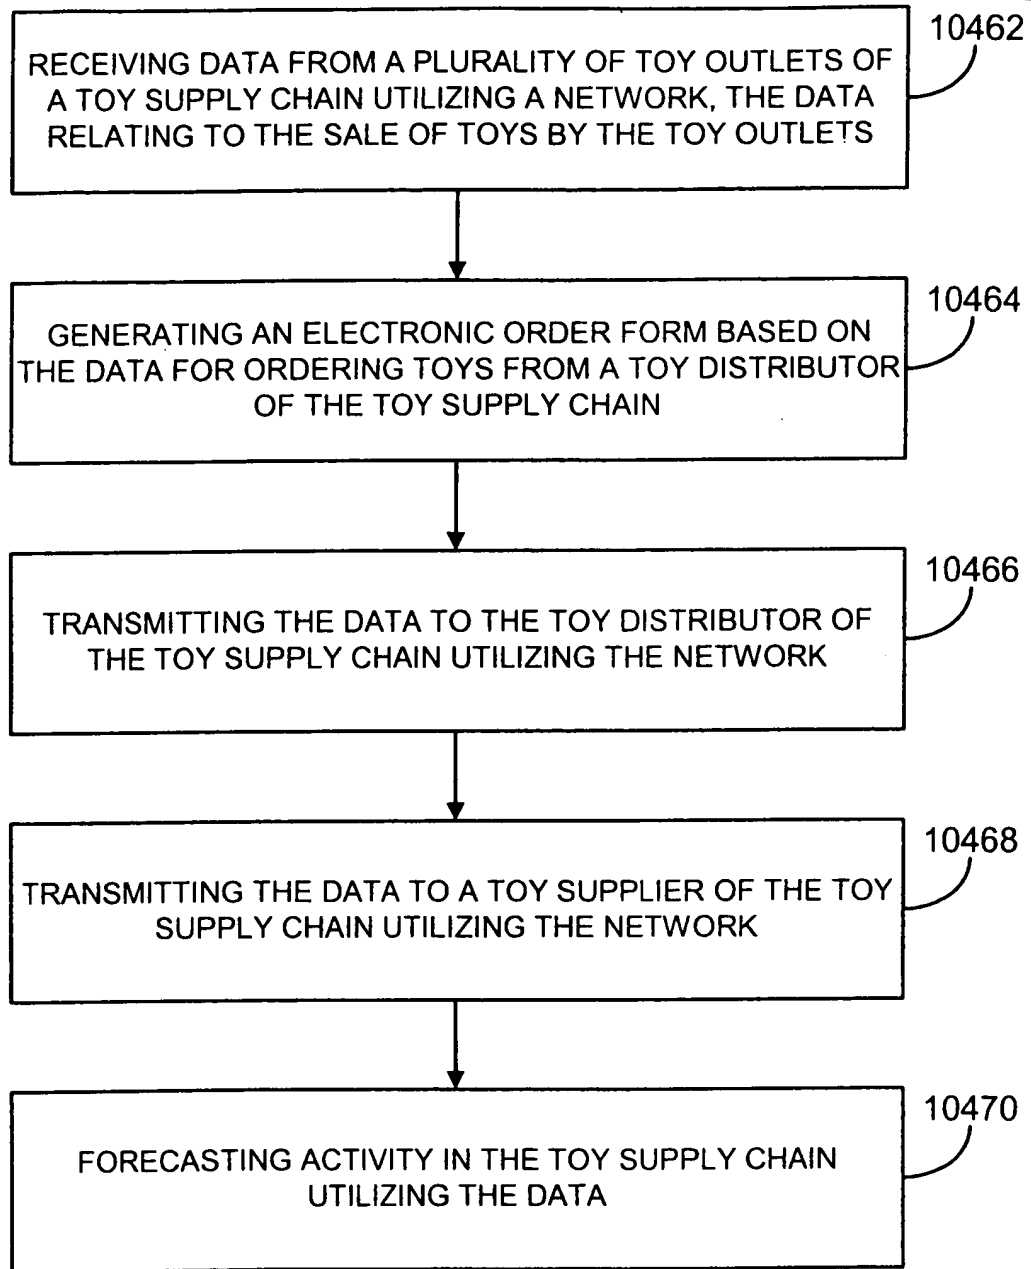 10462
RECEIVING DATA FROM A PLURALITY OF TOY OUTLETS OF
A TOY SUPPLY CHAIN UTILIZING A NETWORK, THE DATA
RELATING TO THE SALE OF TOYS BY THE TOY OUTLETS
10464
GENERATING AN ELECTRONIC ORDER FORM BASED ON
THE DATA FOR ORDERING TOYS FROM A TOY DISTRIBUTOR
OF THE TOY SUPPLY CHAIN
10466
TRANSMITTING THE DATA TO THE TOY DISTRIBUTOR OF
THE TOY SUPPLY CHAIN UTILIZING THE NETWORK
10468
TRANSMITTING THE DATA TO A TOY SUPPLIER OF THE TOY
SUPPLY CHAIN UTILIZING THE NETWORK
10470
FORECASTING ACTIVITY IN THE TOY SUPPLY CHAIN
UTILIZING THE DATA